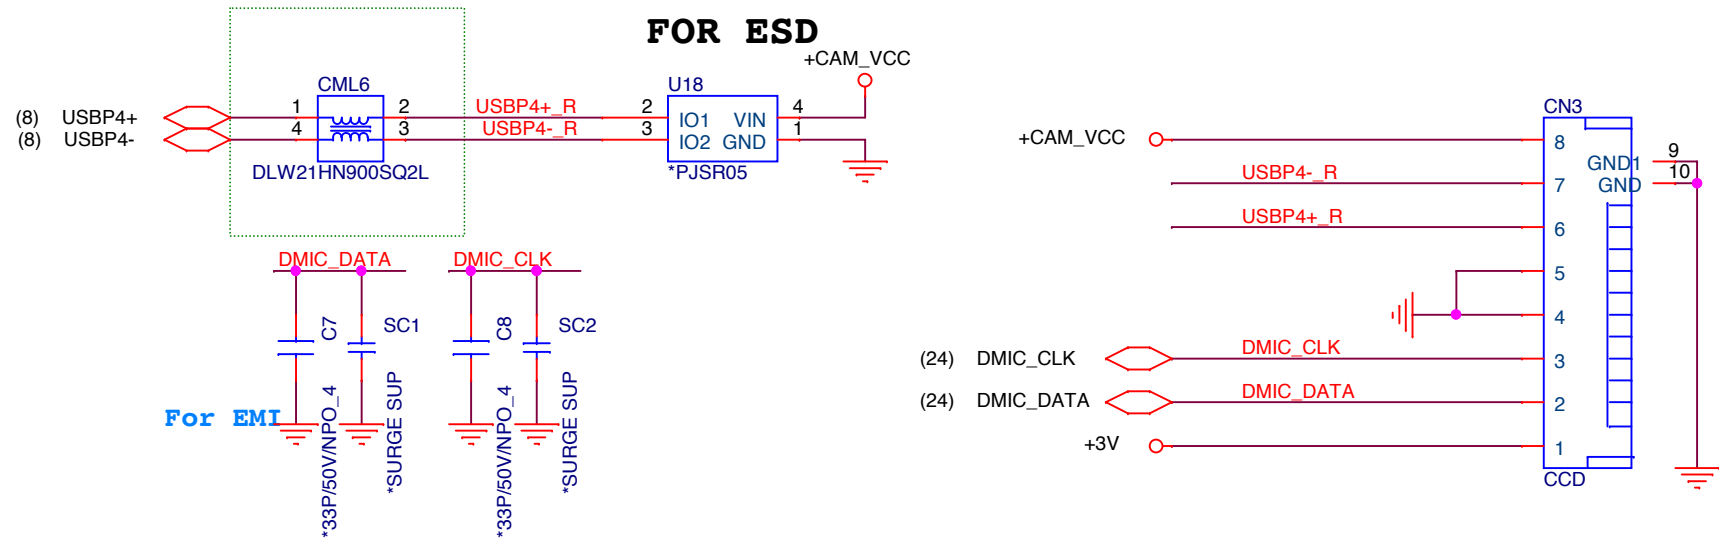 FOR ESD
+CAM_VCC
CML6
U18
(8) USBP4+ 1 2 USBP4+_R 2 IO1 VIN 4
(8) USBP4- 4 3 USBP4-_R 3 IO2 GND 1
DLW21HN900SQ2L
*PJSR05
DMIC_DATA
DMIC_CLK
C7
SC1
C8
SC2
*33P/50V/NPO_4
*SURGE SUP
*33P/50V/NPO_4
*SURGE SUP
For EMI
CN3
+CAM_VCC 8
GND1 9
USBP4-_R 7
GND 10
USBP4+_R 6
5
4
(24) DMIC_CLK DMIC_CLK 3
(24) DMIC_DATA DMIC_DATA 2
+3V 1
CCD